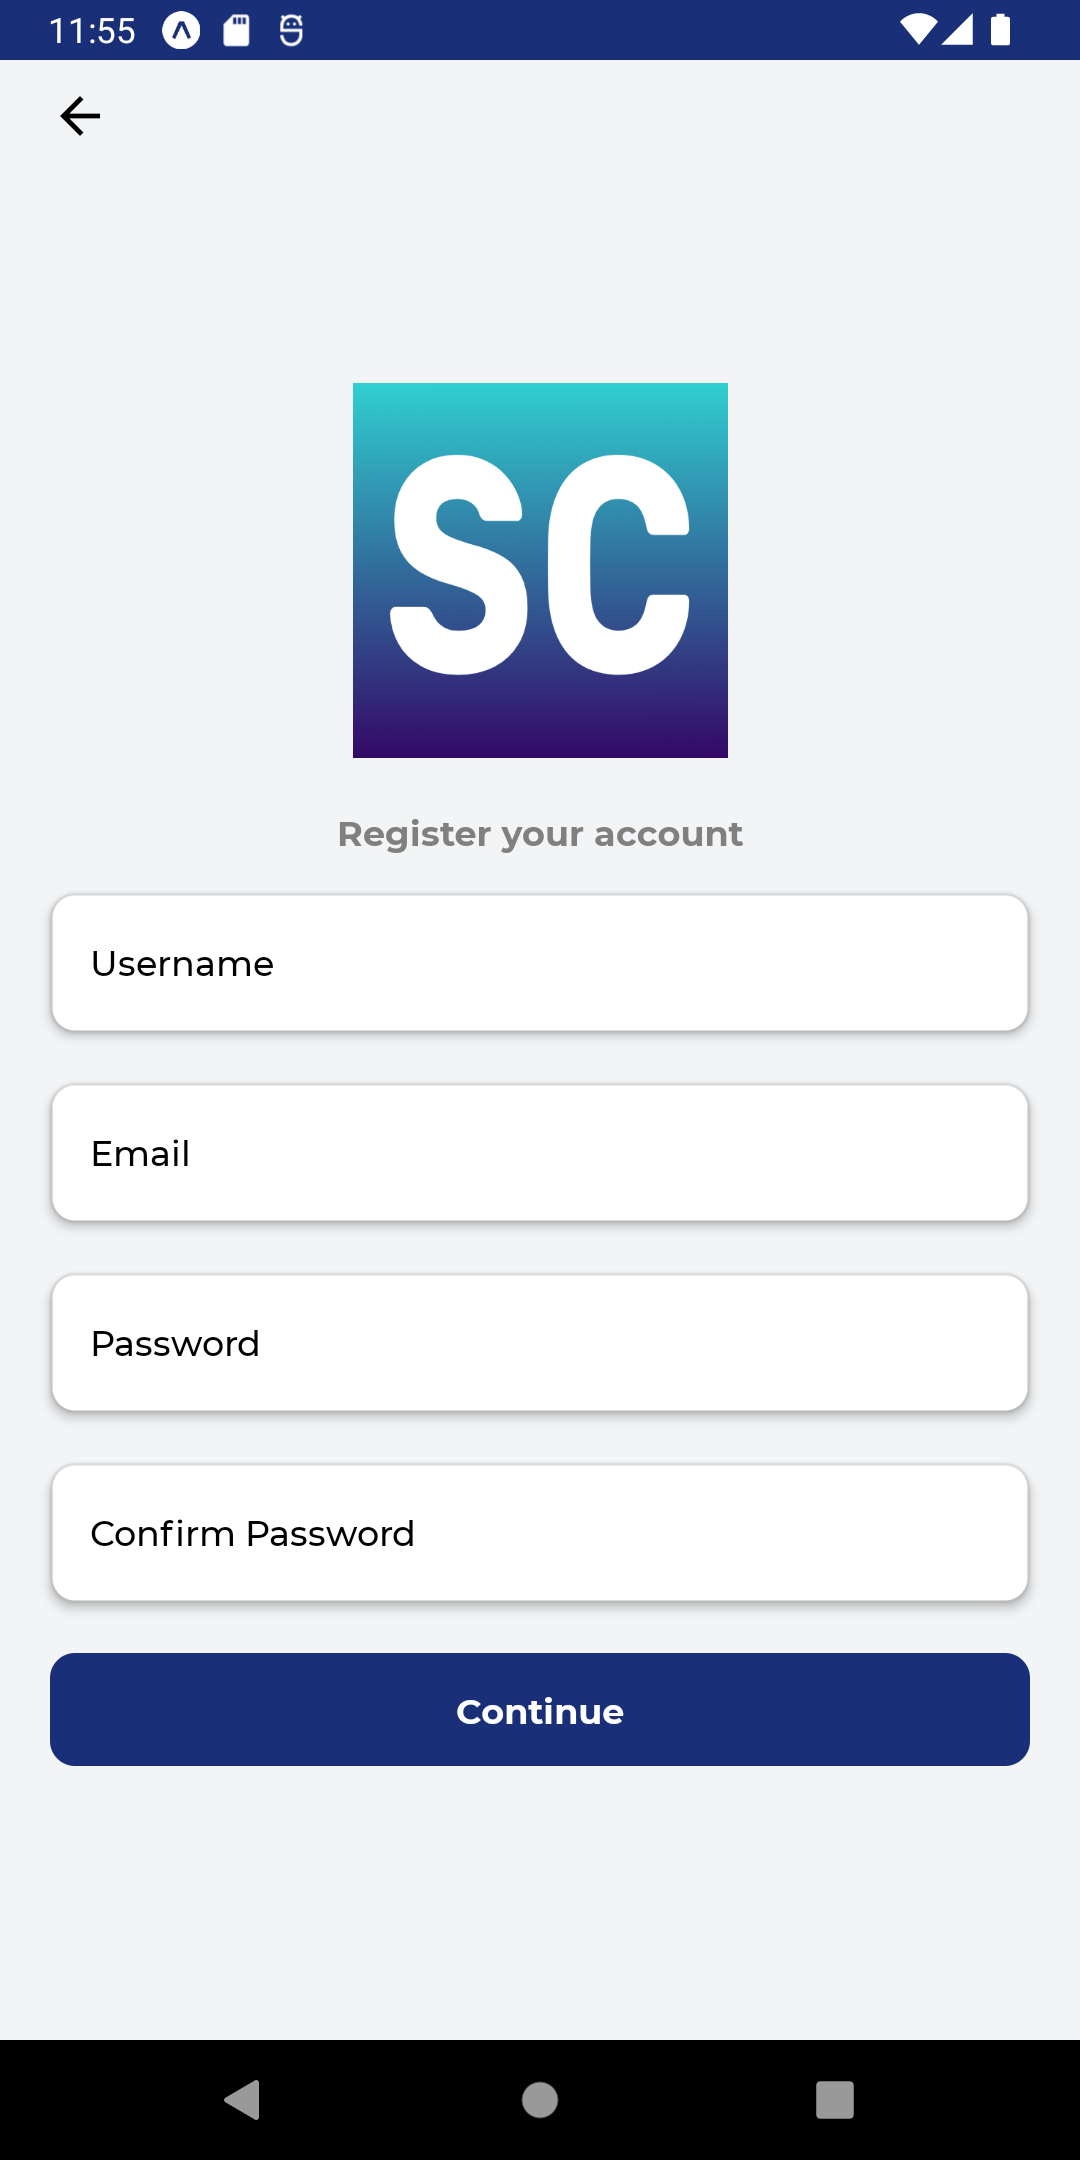 11:55
SC
Register your account
Username
Email
Password
Confirm Password
Continue